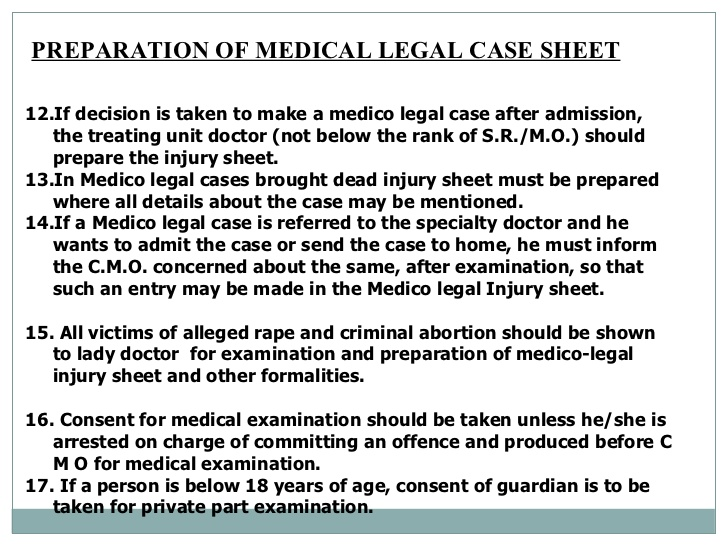 PREPARATION OF MEDICAL LEGAL CASE SHEET
12.If decision is taken to make a medico legal case after admission,
the treating unit doctor (not below the rank of S.R./M.O.) should
prepare the injury sheet.
13.In Medico legal cases brought dead injury sheet must be prepared
where all details about the case may be mentioned.
14.If a Medico legal case is referred to the specialty doctor and he
wants to admit the case or send the case to home, he must inform
the C.M.O. concerned about the same, after examination, so that
such an entry may be made in the Medico legal Injury sheet.
15. All victims of alleged rape and criminal abortion should be shown
to lady doctor for examination and preparation of medico-legal
injury sheet and other formalities.
16. Consent for medical examination should be taken unless he/she is
arrested on charge of committing an offence and produced before C
M O for medical examination.
17. If a person is below 18 years of age, consent of guardian is to be
taken for private part examination.